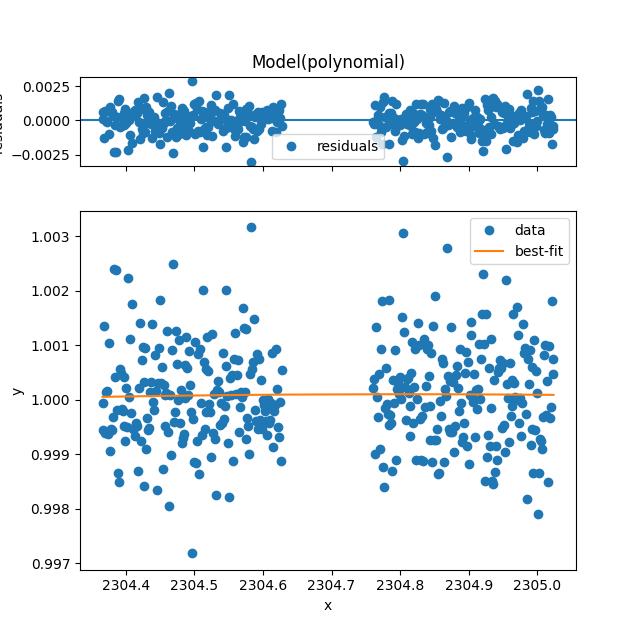 Model(polynomial)
0.0025
0.0000
−0.0025
residuals
residuals
1.003
1.002
1.001
1.000
0.999
0.998
0.997
y
data
best-fit
2304.4 2304.5 2304.6 2304.7 2304.8 2304.9 2305.0
x